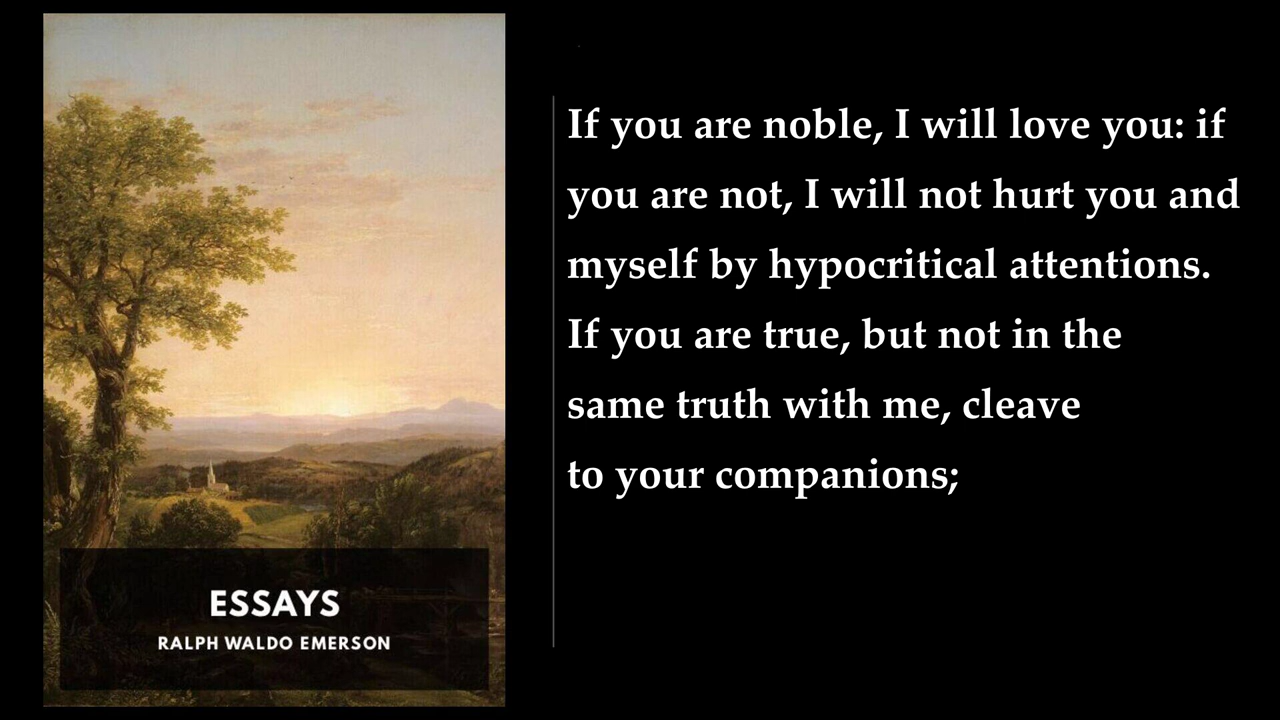 If you are noble, I will love you: if
you are not, I will not hurt you and
myself by hypocritical attentions.
If you are true, but not in the
same truth with me, cleave
to your companions;
ESSAYS
RALPH WALDO EMERSON